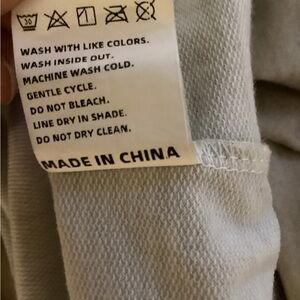 30
WASH WITH LIKE COLORS.
WASH INSIDE OUT.
MACHINE WASH COLD.
GENTLE CYCLE.
DO NOT BLEACH.
LINE DRY IN SHADE.
DO NOT DRY CLEAN.
MADE IN CHINA